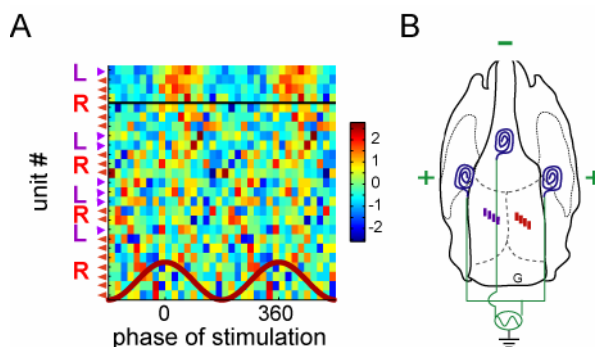 A
B
L
R
L
R
L
R
L
R
unit #
2
1
0
-1
-2
0
360
phase of stimulation
−
+
+
G